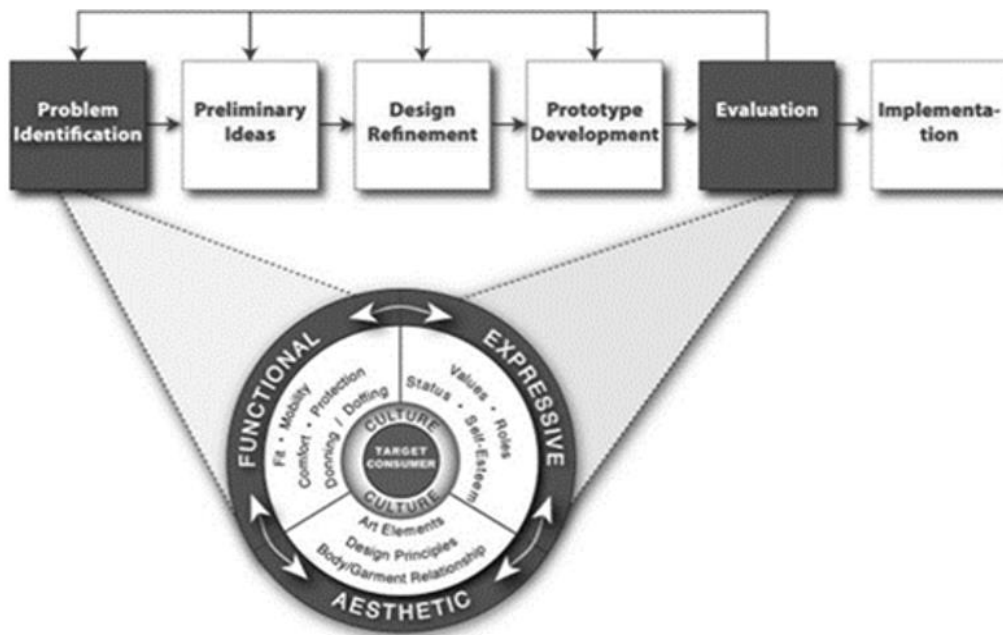 Problem
Identification
Preliminary
Ideas
Design
Refinement
Prototype
Development
Evaluation
Implementa-
tion
FUNCTIONAL
EXPRESSIVE
AESTHETIC
Fit • Mobility
Comfort • Protection
Donning / Doffing
Values • Roles
Status • Self-Esteem
CULTURE
TARGET
CONSUMER
CULTURE
Art Elements
Design Principles
Body/Garment Relationship